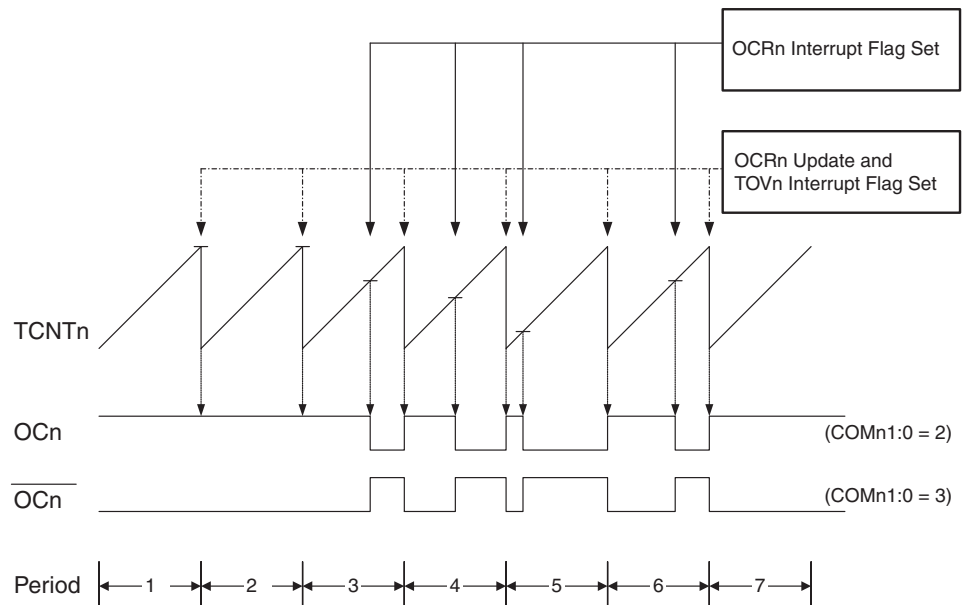 OCRn Interrupt Flag Set
OCRn Update and
TOVn Interrupt Flag Set
TCNTn
OCn
(COMn1:0 = 2)
OCn
(COMn1:0 = 3)
Period
1
2
3
4
5
6
7